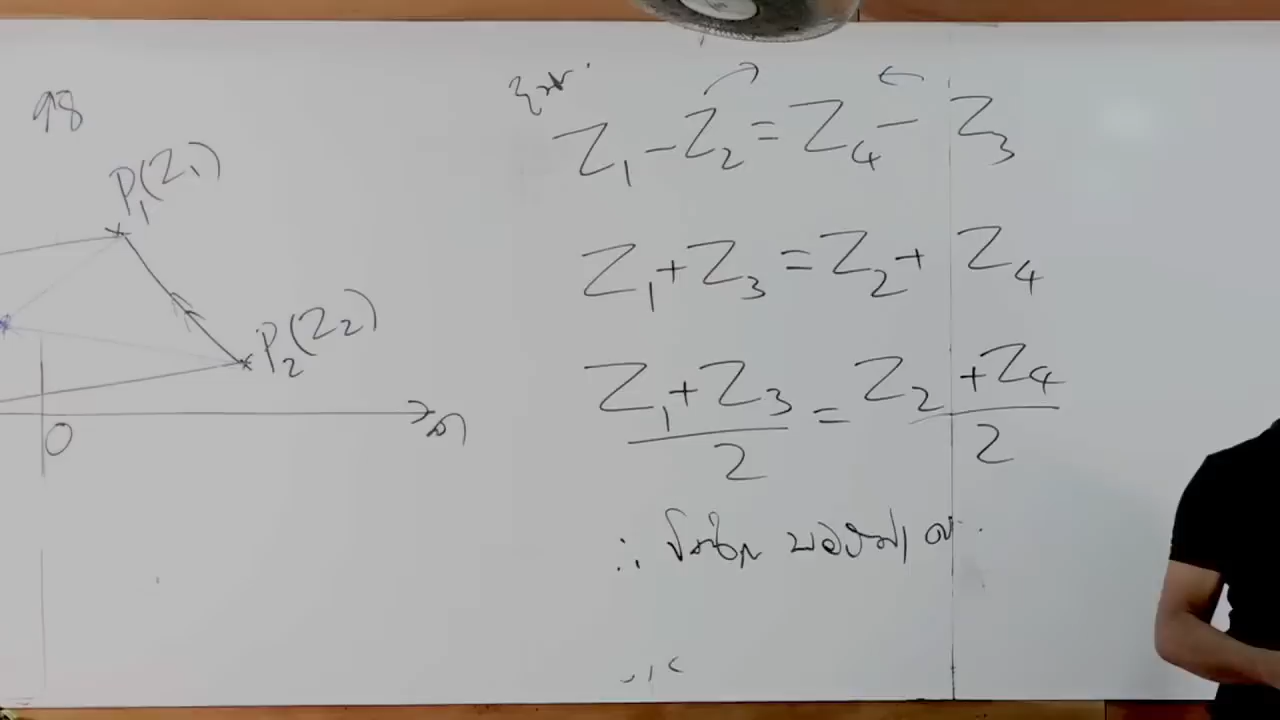 98
P₁(Z₁)
P₂(Z₂)
O
Z₁ - Z₂ = Z₄ - Z₃
Z₁ + Z₃ = Z₂ + Z₄
(Z₁ + Z₃)/2 = (Z₂ + Z₄)/2
∴